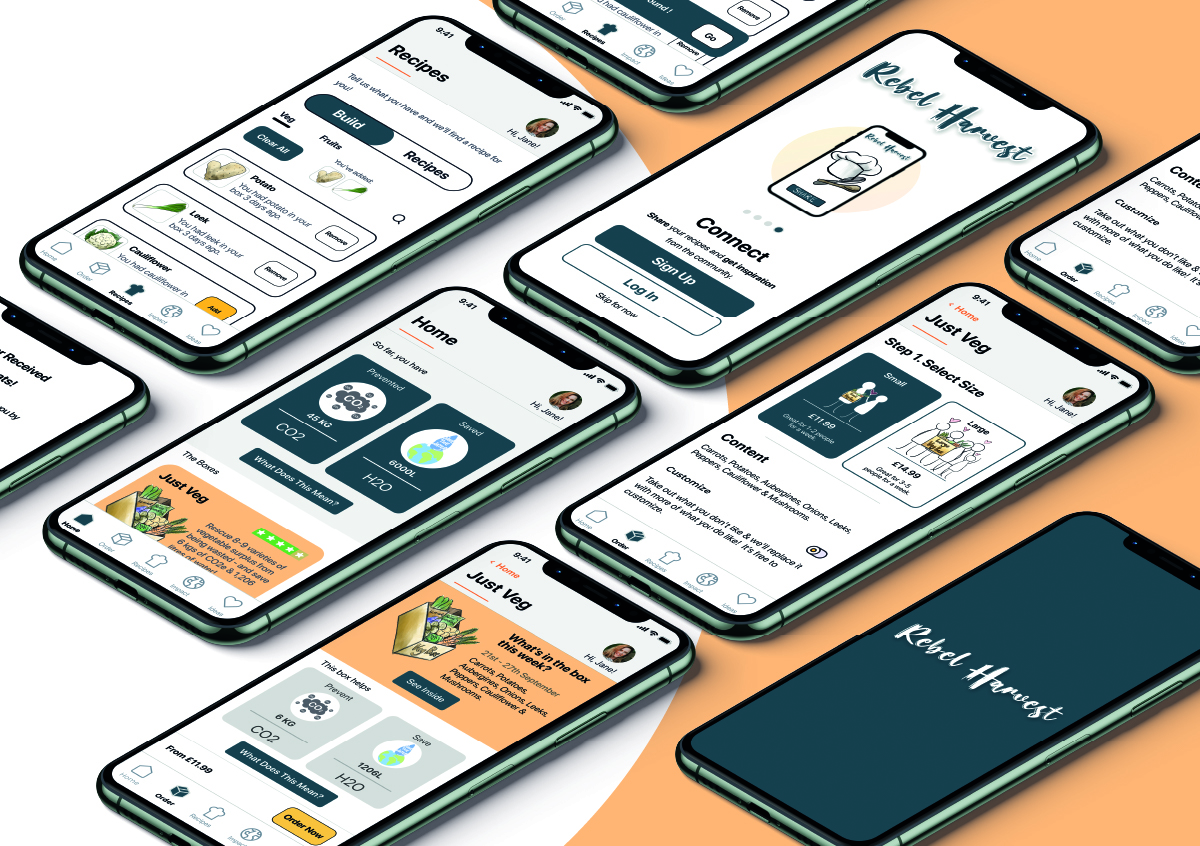 9:41
Recipes
Hi, Jane!
Tell us what you have and we'll find a recipe for
you!
Build
Recipes
Veg
Fruits
Clear All
You've added:
Potato
You had potato in your
box 3 days ago.
Remove
Leek
You had leek in your
box 3 days ago.
Remove
Cauliflower
You had cauliflower in
Add
Home
Order
Recipes
Impact
Ideas
ound !
Go
Remove
had cauliflower in
Remove
Order
Recipes
Impact
Ideas
Rebel Harvest
Rebel Harvest
Connect
Share your recipes and get inspiration
from the community.
Sign Up
Log In
Skip for now
Carrots, Potatoes,
Peppers, Cauliflower
Customize
Take out what you don't like &
with more of what you do like! It's
customize.
Home
Order
Recipes
Impact
Ideas
r Received
ats!
ou by
9:41
Home
Hi, Jane!
So far, you have
Prevented
CO2
45 KG
CO2
Saved
6000L
H2O
What Does This Mean?
The Boxes
Just Veg
Rescue 8-9 varieties of
vegetable surplus from
being wasted - and save
6 kgs of CO2e & 1,206
litres of water!
Home
Order
Recipes
Impact
Ideas
9:41
< Home
Just Veg
Hi, Jane!
Step 1. Select Size
Small
£11.99
Great for 1-2 people
for a week.
Large
£14.99
Great for 3-5
people for a week.
Content
Carrots, Potatoes, Aubergines, Onions, Leeks,
Peppers, Cauliflower & Mushrooms.
Customize
Take out what you don't like & we'll replace it
with more of what you do like! It's free to
customize.
Home
Order
Recipes
Impact
Ideas
9:41
< Home
Just Veg
Hi, Jane!
What's in the box
this week?
21st - 27th September
Carrots, Potatoes,
Aubergines, Onions, Leeks,
Peppers, Cauliflower &
Mushrooms.
See Inside
This box helps
Prevent
CO2
6 KG
CO2
Save
1206L
H2O
What Does This Mean?
From £11.99
Order Now
Home
Order
Recipes
Impact
Rebel Harvest